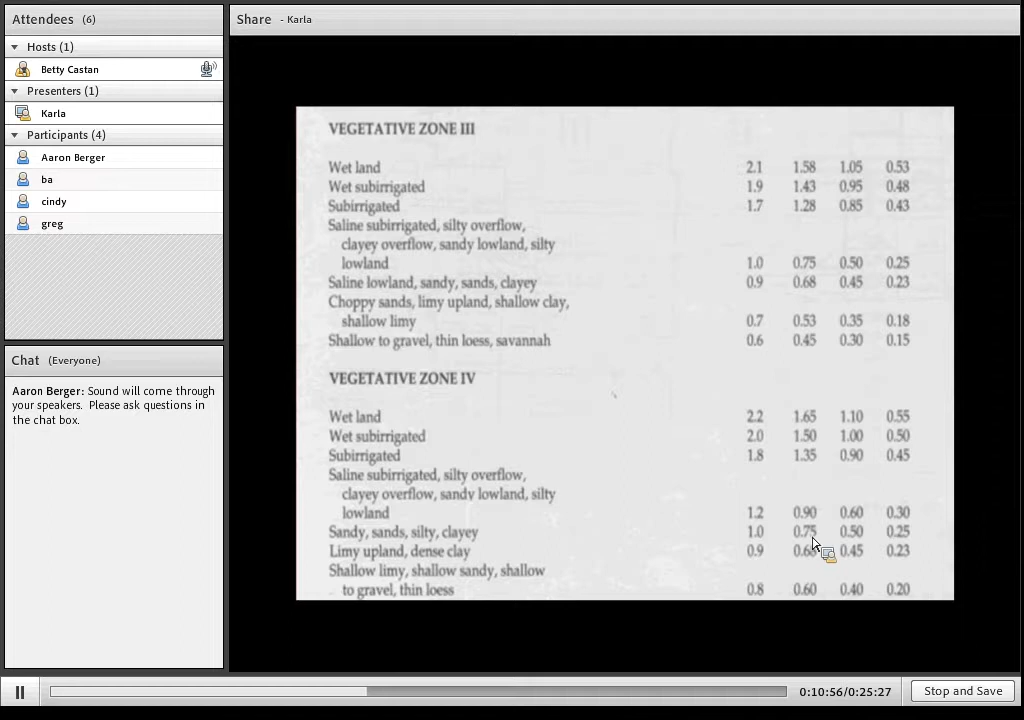 Attendees (6)
Hosts (1)
Betty Castan
Presenters (1)
Karla
Participants (4)
Aaron Berger
ba
cindy
greg
Chat (Everyone)
Aaron Berger: Sound will come through
your speakers. Please ask questions in
the chat box.
Share - Karla
VEGETATIVE ZONE III
Wet land 2.1 1.58 1.05 0.53
Wet subirrigated 1.9 1.43 0.95 0.48
Subirrigated 1.7 1.28 0.85 0.43
Saline subirrigated, silty overflow,
clayey overflow, sandy lowland, silty
lowland 1.0 0.75 0.50 0.25
Saline lowland, sandy, sands, clayey 0.9 0.68 0.45 0.23
Choppy sands, limy upland, shallow clay,
shallow limy 0.7 0.53 0.35 0.18
Shallow to gravel, thin loess, savannah 0.6 0.45 0.30 0.15
VEGETATIVE ZONE IV
Wet land 2.2 1.65 1.10 0.55
Wet subirrigated 2.0 1.50 1.00 0.50
Subirrigated 1.8 1.35 0.90 0.45
Saline subirrigated, silty overflow,
clayey overflow, sandy lowland, silty
lowland 1.2 0.90 0.60 0.30
Sandy, sands, silty, clayey 1.0 0.75 0.50 0.25
Limy upland, dense clay 0.9 0.45 0.23
Shallow limy, shallow sandy, shallow
to gravel, thin loess 0.8 0.60 0.40 0.20
0:10:56/0:25:27
Stop and Save